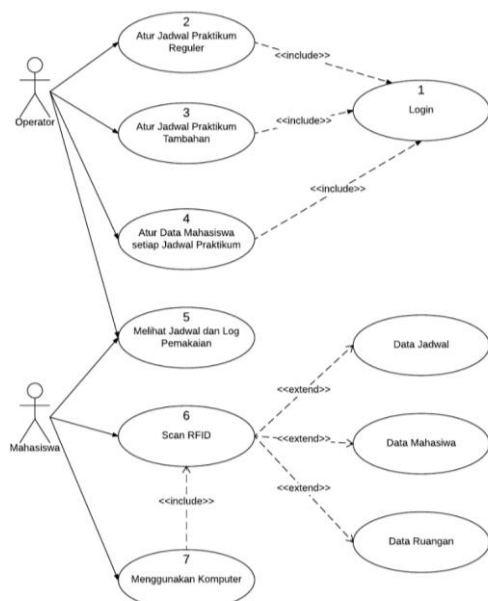 2
Atur Jadwal Praktikum
Reguler
<<include>>
1
Login
Operator
3
Atur Jadwal Praktikum
Tambahan
<<include>>
<<include>>
4
Atur Data Mahasiswa
setiap Jadwal Praktikum
5
Melihat Jadwal dan Log
Pemakaian
Data Jadwal
<<extend>>
Mahasiswa
6
Scan RFID
<<extend>>
Data Mahasiwa
<<extend>>
<<include>>
Data Ruangan
7
Menggunakan Komputer